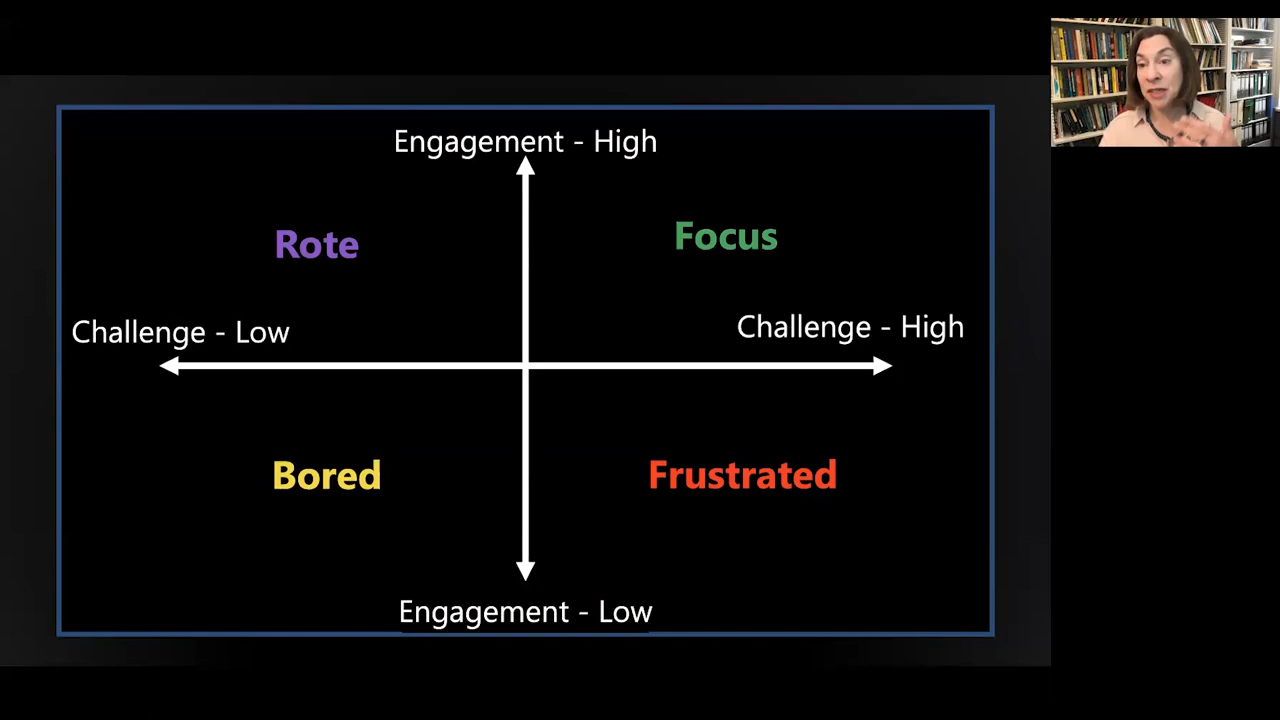 Engagement - High
Rote
Focus
Challenge - Low
Challenge - High
Bored
Frustrated
Engagement - Low